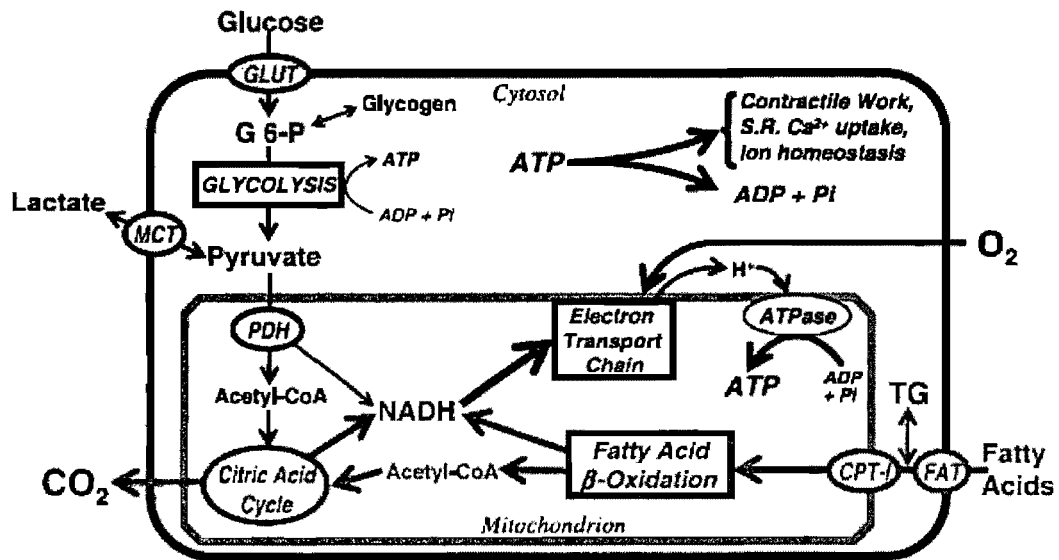 Glucose
GLUT
Cytosol
G 6-P
Glycogen
Contractile Work,
S.R. Ca²⁺ uptake,
Ion homeostasis
ATP
ADP + Pi
ATP
GLYCOLYSIS
ADP + Pi
Lactate
MCT
Pyruvate
O₂
H⁺
PDH
Electron
Transport
Chain
ATPase
ATP
ADP
+ Pi
Acetyl-CoA
NADH
TG
Citric Acid
Cycle
Acetyl-CoA
Fatty Acid
β-Oxidation
CPT-I
FAT
Fatty
Acids
CO₂
Mitochondrion